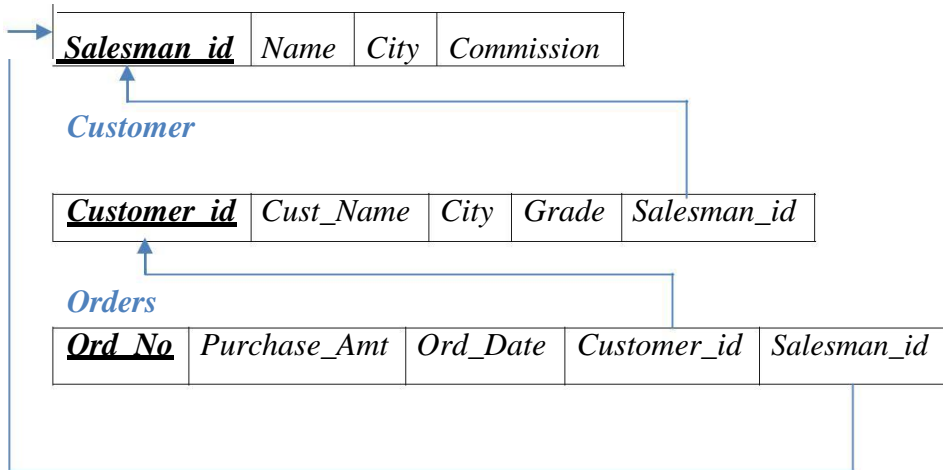 Salesman_id Name City Commission
Customer
Customer_id Cust_Name City Grade Salesman_id
Orders
Ord_No Purchase_Amt Ord_Date Customer_id Salesman_id